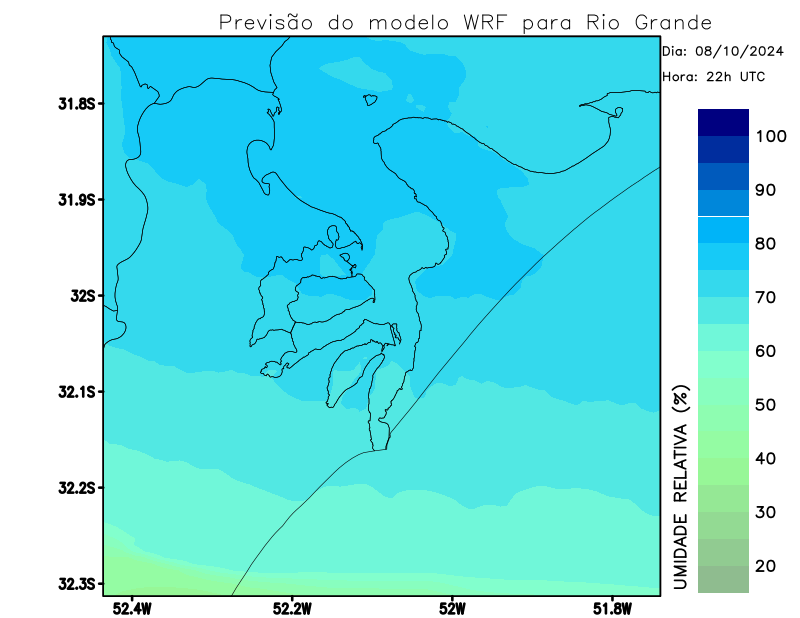 Previsão do modelo WRF para Rio Grande
Dia: 08/10/2024
Hora: 22h UTC
31.8S
31.9S
32S
32.1S
32.2S
32.3S
52.4W
52.2W
52W
51.8W
100
90
80
70
60
50
40
30
20
UMIDADE RELATIVA (%)